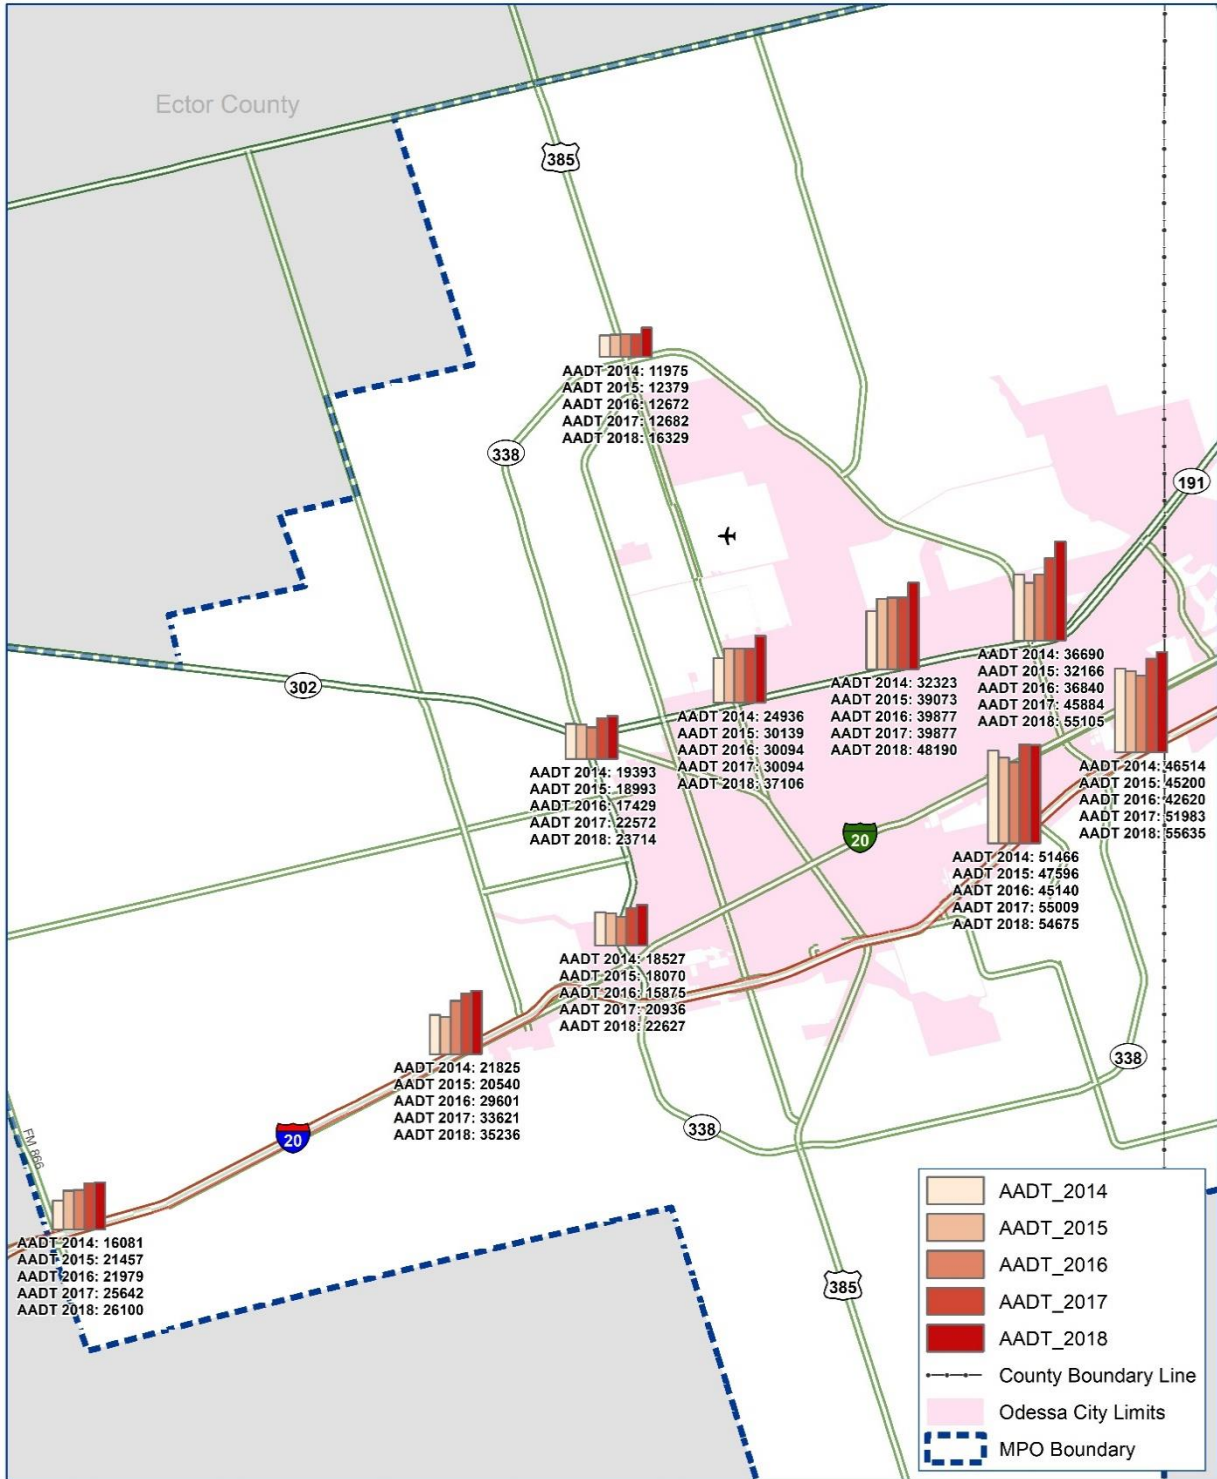 Ector County
385
AADT 2014: 11975
AADT 2015: 12379
AADT 2016: 12672
AADT 2017: 12682
AADT 2018: 16329
338
191
AADT 2014: 36690
AADT 2015: 32166
AADT 2016: 36840
AADT 2017: 45884
AADT 2018: 55105
AADT 2014: 32323
AADT 2015: 39073
AADT 2016: 39877
AADT 2017: 39877
AADT 2018: 48190
302
AADT 2014: 24936
AADT 2015: 30139
AADT 2016: 30094
AADT 2017: 30094
AADT 2018: 37106
AADT 2014: 19393
AADT 2015: 18993
AADT 2016: 17429
AADT 2017: 22572
AADT 2018: 23714
AADT 2014: 46514
AADT 2015: 45200
AADT 2016: 42620
AADT 2017: 51983
AADT 2018: 55635
20
AADT 2014: 51466
AADT 2015: 47596
AADT 2016: 45140
AADT 2017: 55009
AADT 2018: 54675
AADT 2014: 18527
AADT 2015: 18070
AADT 2016: 15875
AADT 2017: 20936
AADT 2018: 22627
AADT 2014: 21825
AADT 2015: 20540
AADT 2016: 29601
AADT 2017: 33621
AADT 2018: 35236
338
338
20
FM 866
AADT 2014: 16081
AADT 2015: 21457
AADT 2016: 21979
AADT 2017: 25642
AADT 2018: 26100
385
AADT_2014
AADT_2015
AADT_2016
AADT_2017
AADT_2018
County Boundary Line
Odessa City Limits
MPO Boundary